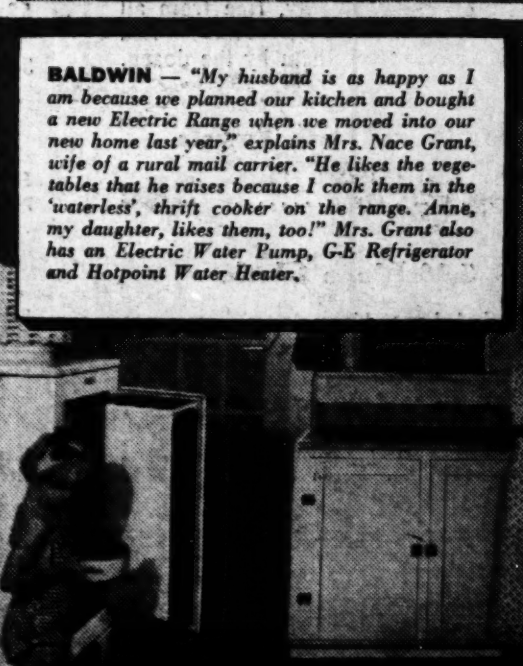 BALDWIN — "My husband is as happy as I
am because we planned our kitchen and bought
a new Electric Range when we moved into our
new home last year," explains Mrs. Nace Grant,
wife of a rural mail carrier. "He likes the vege-
tables that he raises because I cook them in the
'waterless', thrift cooker on the range. Anne,
my daughter, likes them, too!" Mrs. Grant also
has an Electric Water Pump, G-E Refrigerator
and Hotpoint Water Heater.